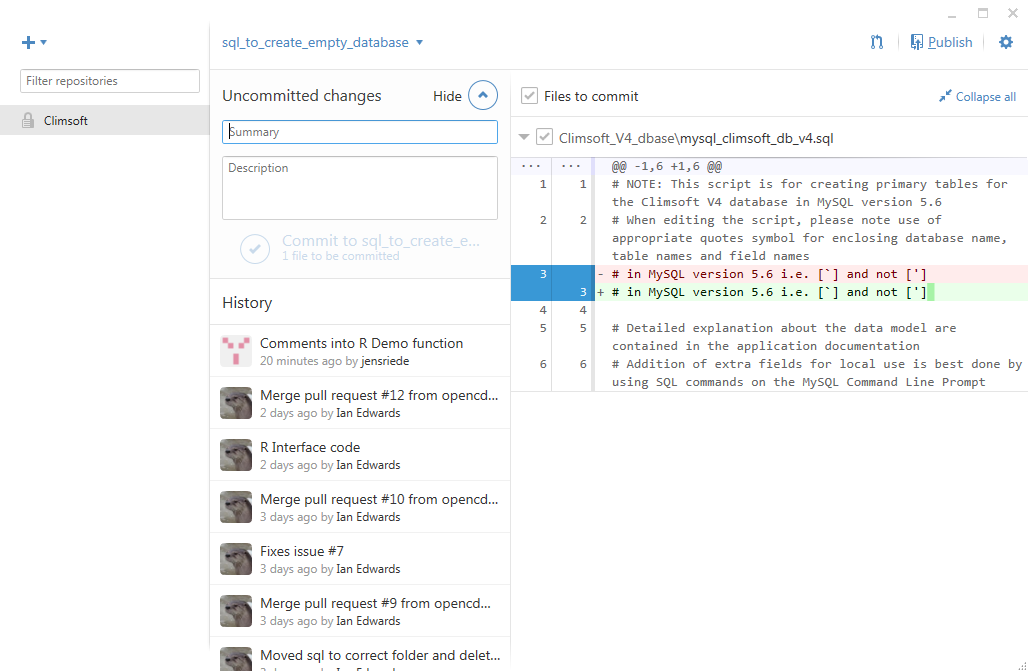 sql_to_create_empty_database
Publish
Filter repositories
Climsoft
Uncommitted changes
Hide
Summary
Description
Commit to sql_to_create_e...
1 file to be committed
History
Comments into R Demo function
20 minutes ago by jensriede
Merge pull request #12 from opencd...
2 days ago by Ian Edwards
R Interface code
2 days ago by Ian Edwards
Merge pull request #10 from opencd...
3 days ago by Ian Edwards
Fixes issue #7
3 days ago by Ian Edwards
Merge pull request #9 from opencd...
3 days ago by Ian Edwards
Moved sql to correct folder and delet...
Files to commit
Collapse all
Climsoft_V4_dbase\mysql_climsoft_db_v4.sql
... ... @@ -1,6 +1,6 @@
1 1 # NOTE: This script is for creating primary tables for
the Climsoft V4 database in MySQL version 5.6
2 2 # When editing the script, please note use of
appropriate quotes symbol for enclosing database name,
table names and field names
3 - # in MySQL version 5.6 i.e. [`] and not [']
3 + # in MySQL version 5.6 i.e. [`] and not [']
4 4
5 5 # Detailed explanation about the data model are
contained in the application documentation
6 6 # Addition of extra fields for local use is best done by
using SQL commands on the MySQL Command Line Prompt